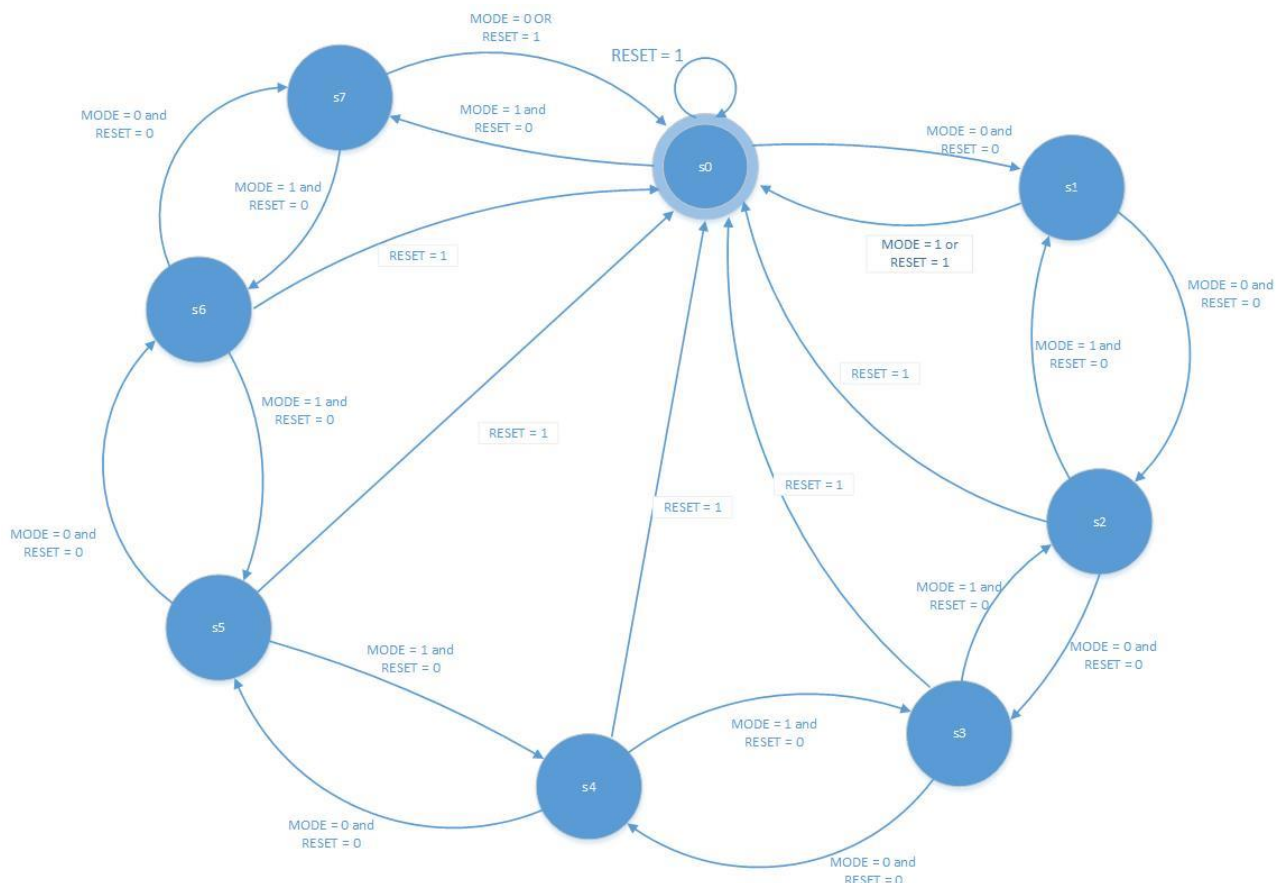 MODE = 0 OR
RESET = 1
RESET = 1
s7
MODE = 0 and
RESET = 0
MODE = 1 and
RESET = 0
MODE = 0 and
RESET = 0
s0
s1
MODE = 1 and
RESET = 0
MODE = 1 or
RESET = 1
RESET = 1
MODE = 0 and
RESET = 0
s6
MODE = 1 and
RESET = 0
RESET = 1
MODE = 1 and
RESET = 0
RESET = 1
RESET = 1
RESET = 1
s2
MODE = 0 and
RESET = 0
MODE = 1 and
RESET = 0
s5
MODE = 0 and
RESET = 0
MODE = 1 and
RESET = 0
MODE = 1 and
RESET = 0
s3
s4
MODE = 0 and
RESET = 0
MODE = 0 and
RESET = 0